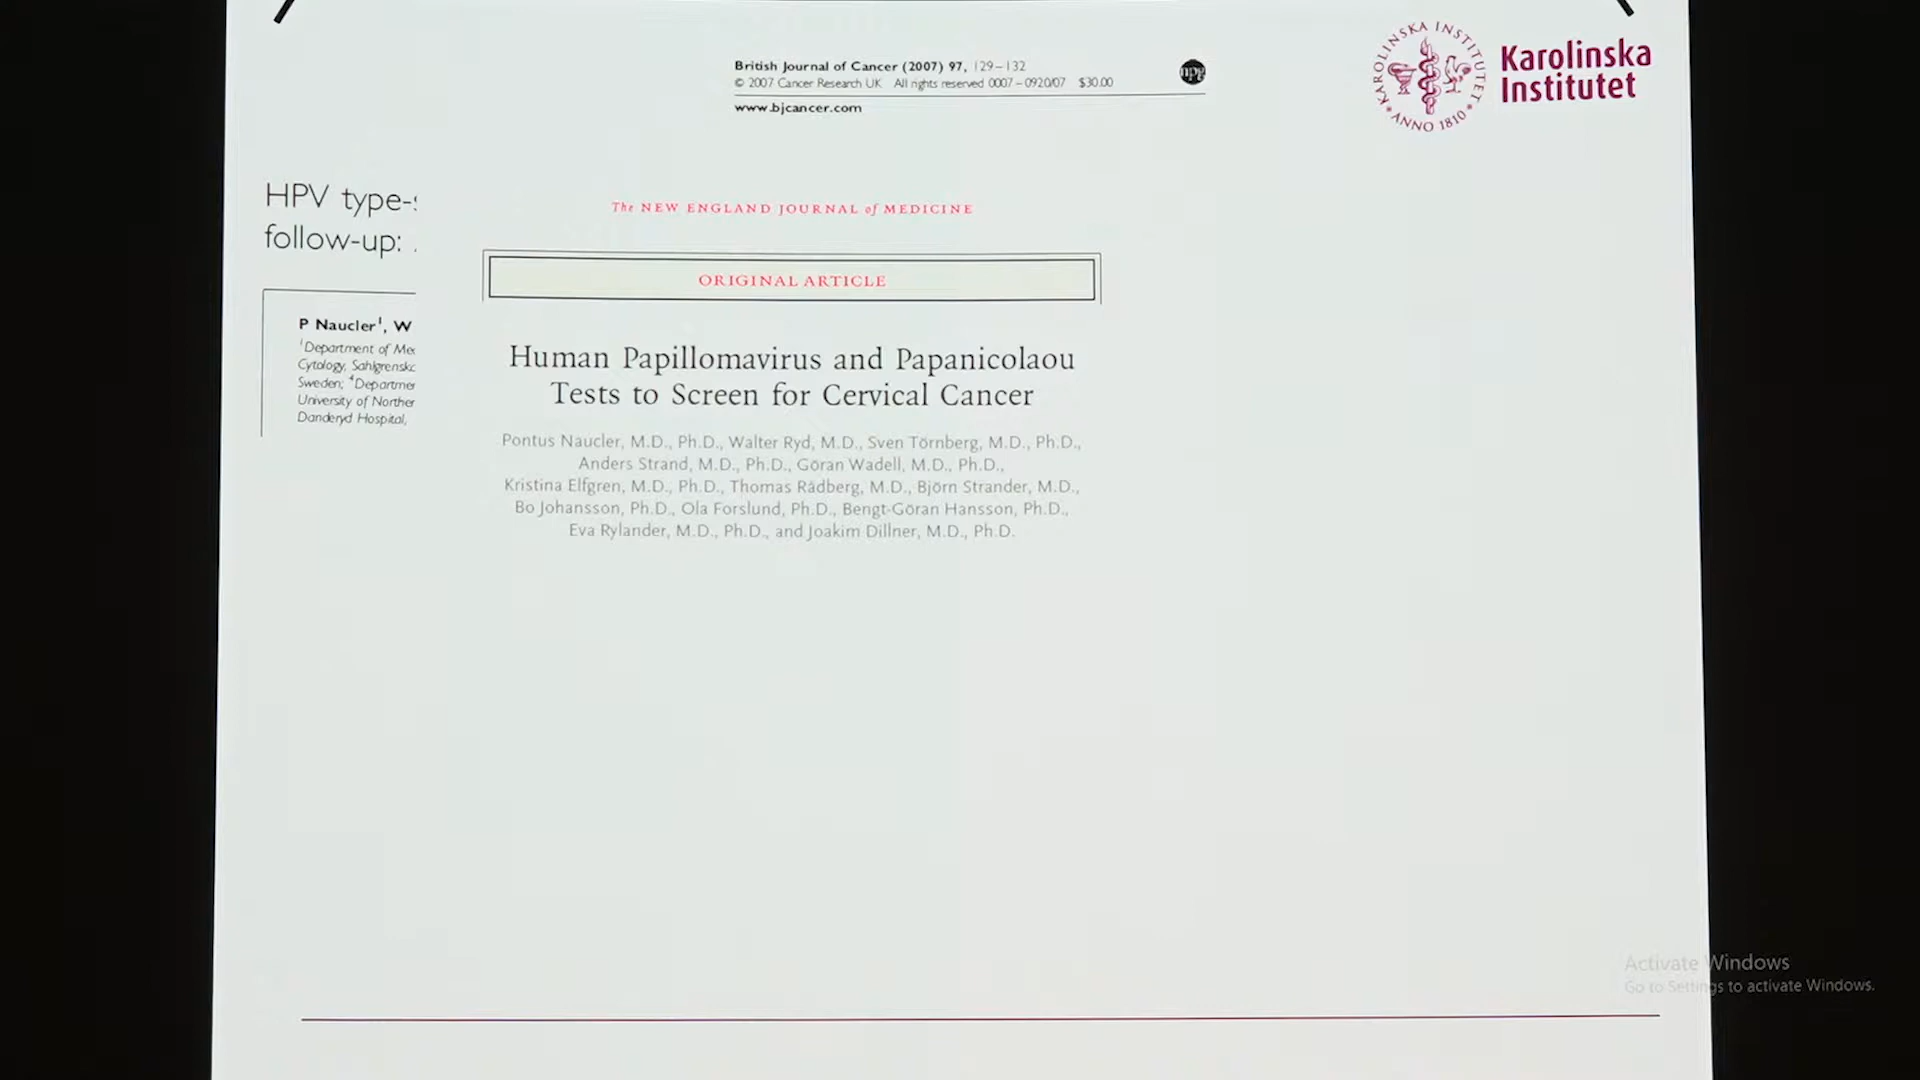 British Journal of Cancer (2007) 97, 129–132
© 2007 Cancer Research UK All rights reserved 0007–0920/07 $30.00
www.bjcancer.com
npg
KAROLINSKA INSTITUTET
ANNO 1810
Karolinska
Institutet
HPV type-
follow-up:
P Naucler¹, W
¹Department of
Cytology,
Sweden; ⁴
University of
Danderyd Hospital,
The NEW ENGLAND JOURNAL of MEDICINE
ORIGINAL ARTICLE
Human Papillomavirus and Papanicolaou
Tests to Screen for Cervical Cancer
Pontus Naucler, M.D., Ph.D., Walter Ryd, M.D., Sven Törnberg, M.D., Ph.D.,
Anders Strand, M.D., Ph.D., Göran Wadell, M.D., Ph.D.,
Kristina Elfgren, M.D., Ph.D., Thomas Rådberg, M.D., Björn Strander, M.D.,
Bo Johansson, Ph.D., Ola Forslund, Ph.D., Bengt-Göran Hansson, Ph.D.,
Eva Rylander, M.D., Ph.D., and Joakim Dillner, M.D., Ph.D.
Activate Windows
Go to Settings to activate Windows.